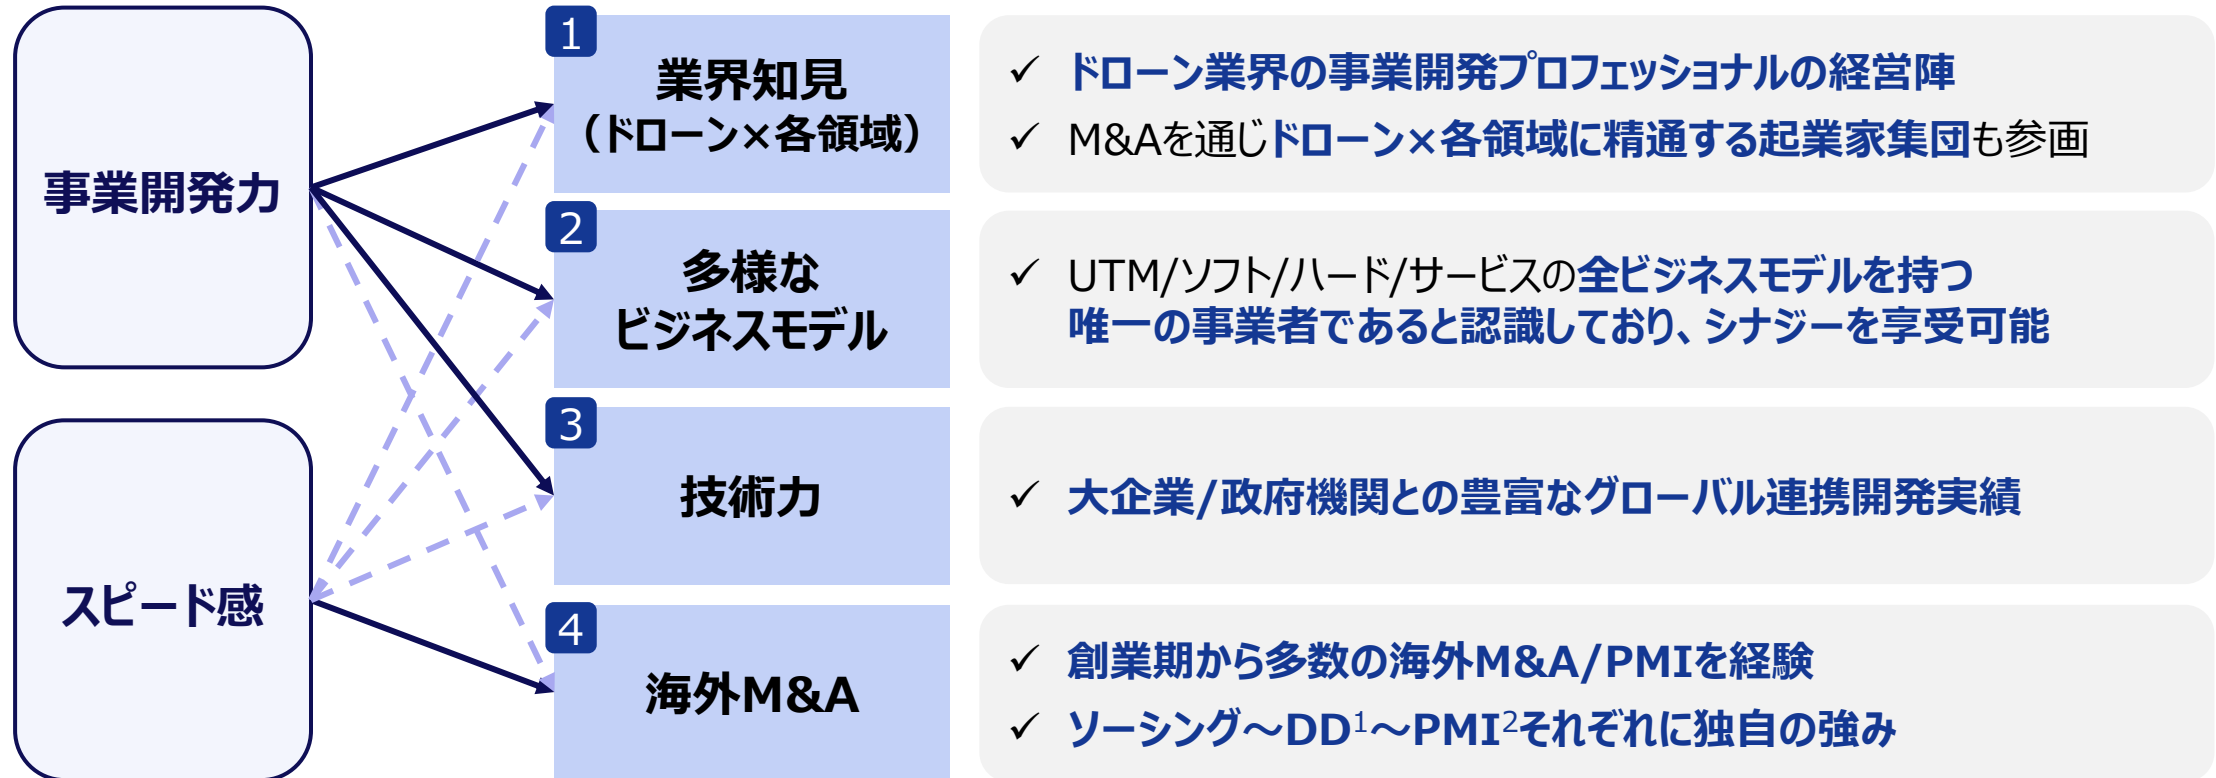 事業開発力
スピード感
1
業界知見
（ドローン×各領域）
✓ ドローン業界の事業開発プロフェッショナルの経営陣
✓ M&Aを通じドローン×各領域に精通する起業家集団も参画
2
多様な
ビジネスモデル
✓ UTM/ソフト/ハード/サービスの全ビジネスモデルを持つ
唯一の事業者であると認識しており、シナジーを享受可能
3
技術力
✓ 大企業/政府機関との豊富なグローバル連携開発実績
4
海外M&A
✓ 創業期から多数の海外M&A/PMIを経験
✓ ソーシング～DD1～PMI2それぞれに独自の強み